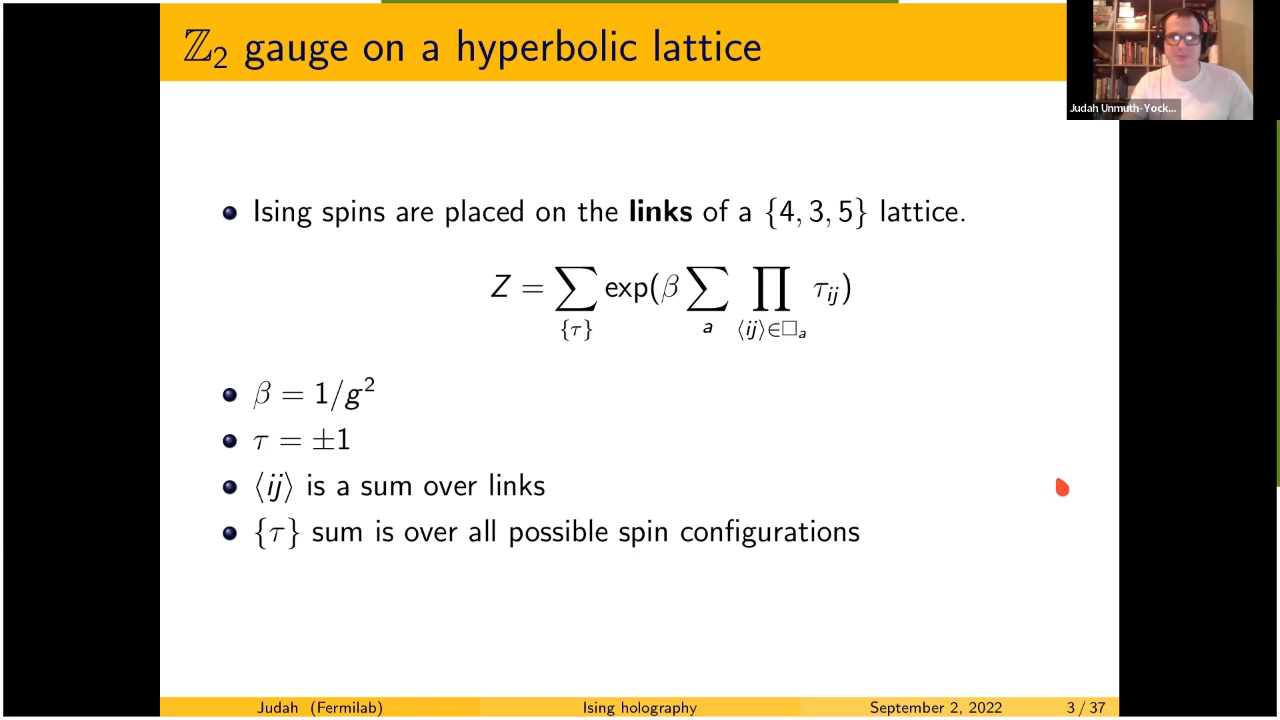 ℤ₂ gauge on a hyperbolic lattice
Judah Unmuth-Yock...
Ising spins are placed on the links of a {4, 3, 5} lattice.
Z = ∑_{τ} exp(β ∑_a ∏_{⟨ij⟩∈□_a} τ_{ij})
β = 1/g²
τ = ±1
⟨ij⟩ is a sum over links
{τ} sum is over all possible spin configurations
Judah (Fermilab) Ising holography September 2, 2022 3 / 37